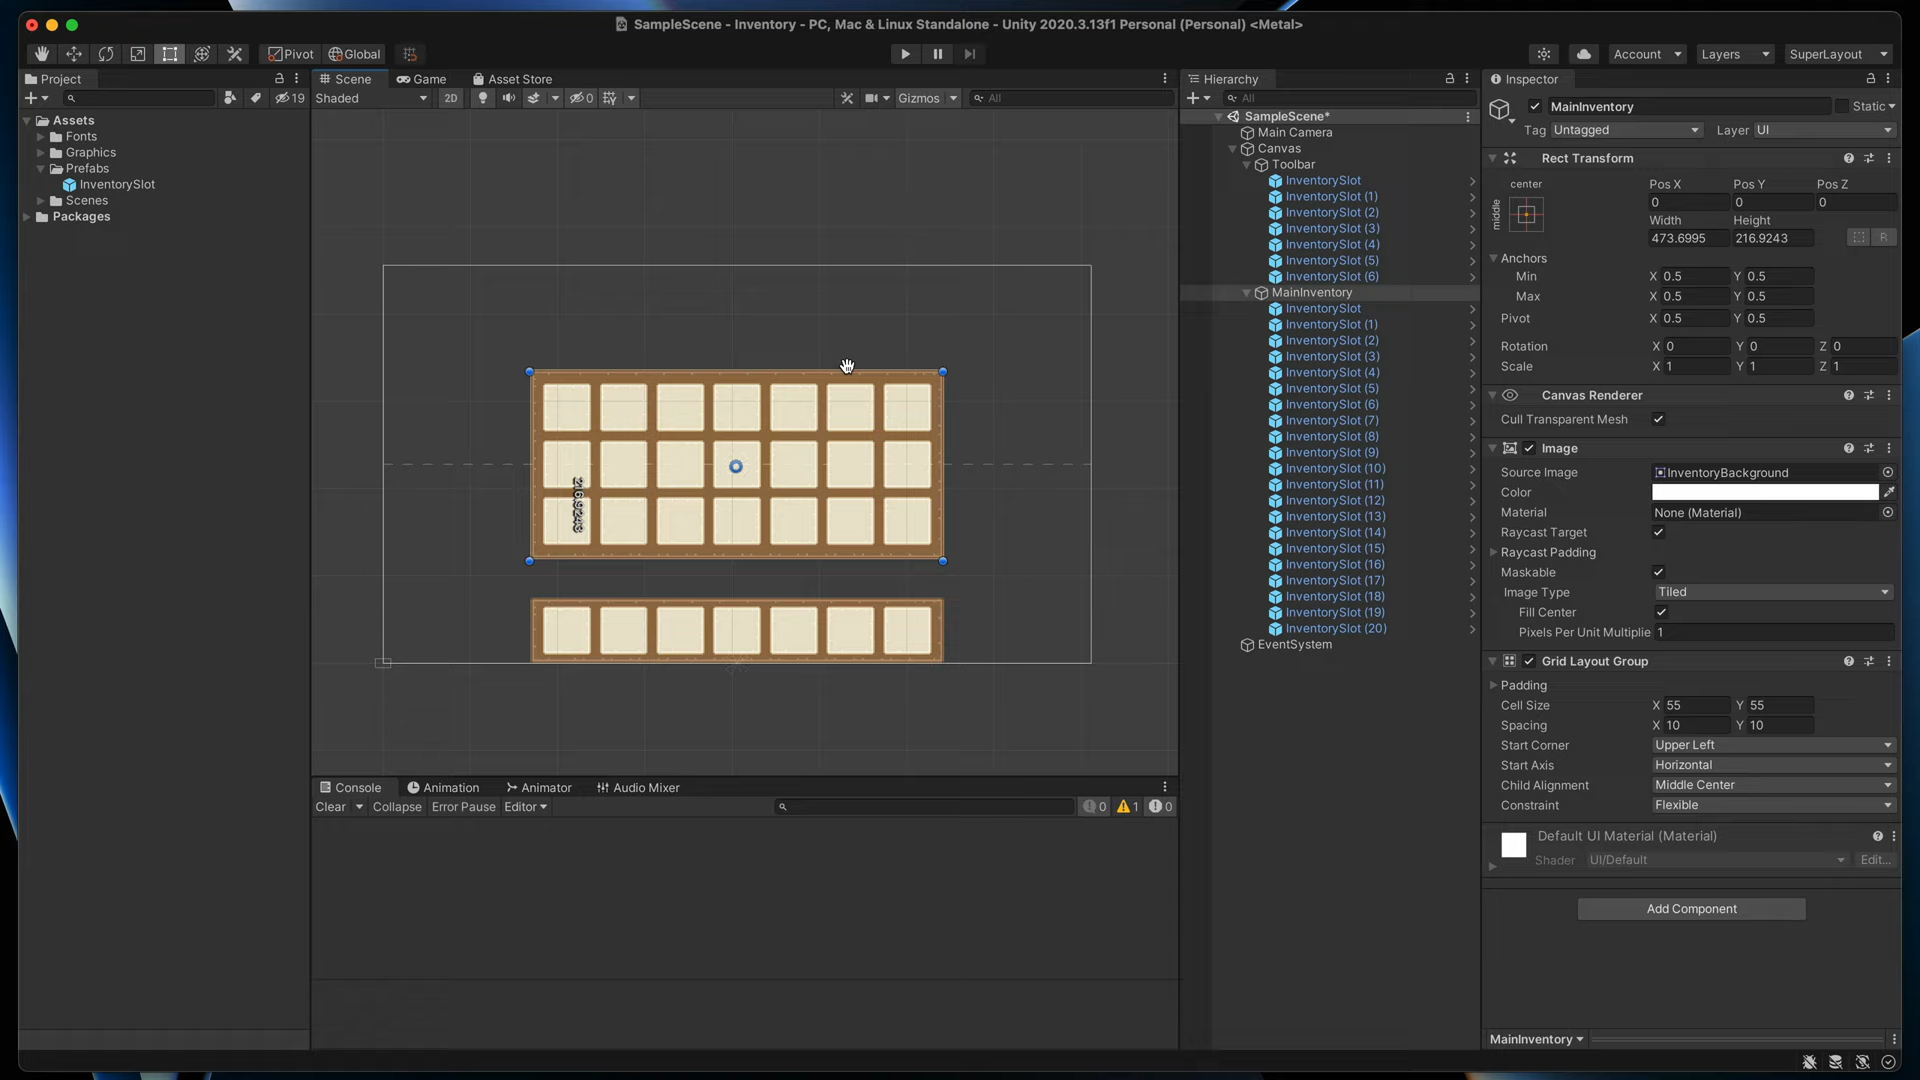 SampleScene - Inventory - PC, Mac & Linux Standalone - Unity 2020.3.13f1 Personal (Personal) <Metal>
Pivot Global Account Layers SuperLayout
Project
19
Assets
Fonts
Graphics
Prefabs
InventorySlot
Scenes
Packages
Scene Game Asset Store
Shaded 2D 0 Gizmos All
216.9243
Console Animation Animator Audio Mixer
Clear Collapse Error Pause Editor 0 1 0
Hierarchy
All
SampleScene*
Main Camera
Canvas
Toolbar
InventorySlot
InventorySlot (1)
InventorySlot (2)
InventorySlot (3)
InventorySlot (4)
InventorySlot (5)
InventorySlot (6)
MainInventory
InventorySlot
InventorySlot (1)
InventorySlot (2)
InventorySlot (3)
InventorySlot (4)
InventorySlot (5)
InventorySlot (6)
InventorySlot (7)
InventorySlot (8)
InventorySlot (9)
InventorySlot (10)
InventorySlot (11)
InventorySlot (12)
InventorySlot (13)
InventorySlot (14)
InventorySlot (15)
InventorySlot (16)
InventorySlot (17)
InventorySlot (18)
InventorySlot (19)
InventorySlot (20)
EventSystem
Inspector
MainInventory Static
Tag Untagged Layer UI
Rect Transform
center Pos X Pos Y Pos Z
middle 0 0 0
Width Height
473.6995 216.9243 R
Anchors
Min X 0.5 Y 0.5
Max X 0.5 Y 0.5
Pivot X 0.5 Y 0.5
Rotation X 0 Y 0 Z 0
Scale X 1 Y 1 Z 1
Canvas Renderer
Cull Transparent Mesh
Image
Source Image InventoryBackground
Color
Material None (Material)
Raycast Target
Raycast Padding
Maskable
Image Type Tiled
Fill Center
Pixels Per Unit Multiplie 1
Grid Layout Group
Padding
Cell Size X 55 Y 55
Spacing X 10 Y 10
Start Corner Upper Left
Start Axis Horizontal
Child Alignment Middle Center
Constraint Flexible
Default UI Material (Material)
Shader UI/Default Edit...
Add Component
MainInventory